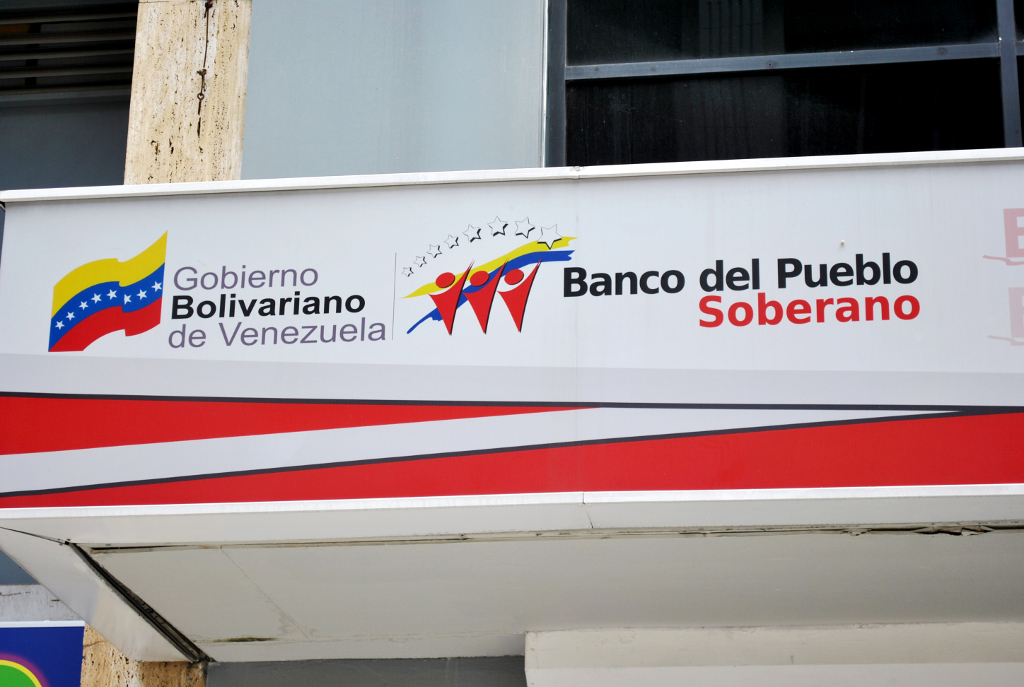 Gobierno
Bolivariano
de Venezuela
Banco del Pueblo
Soberano